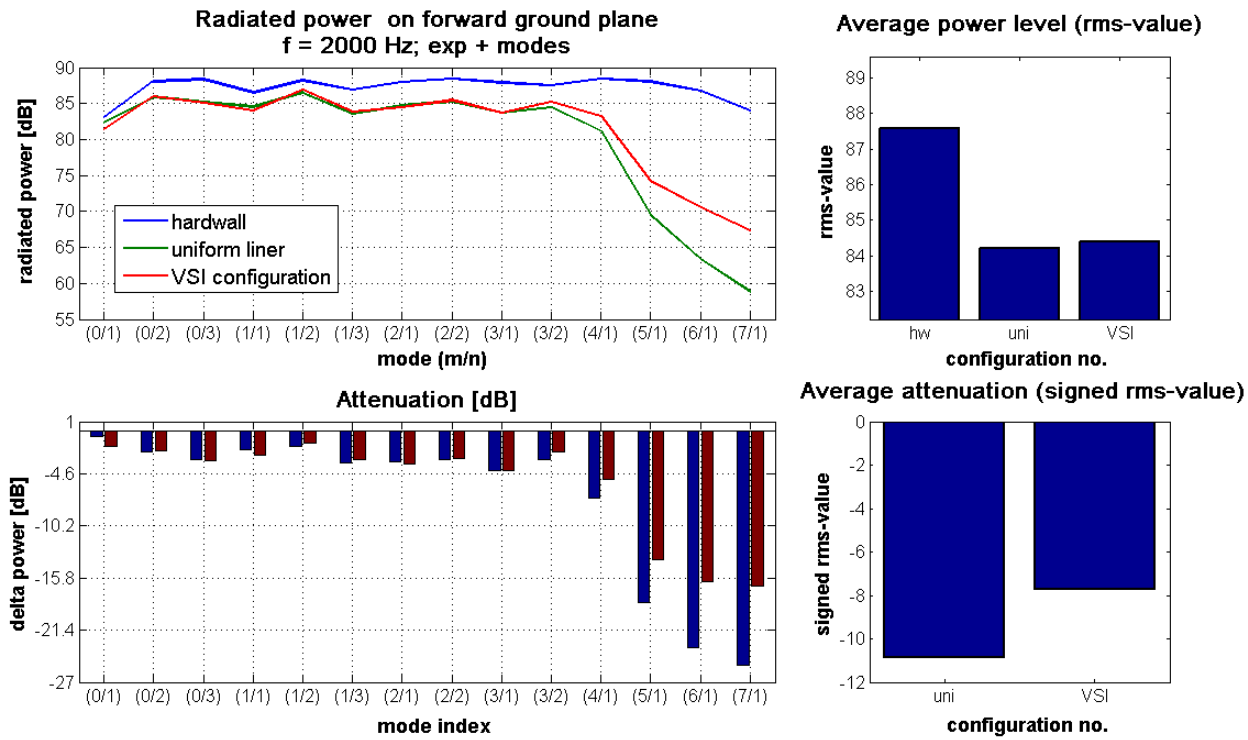 Radiated power on forward ground plane
f = 2000 Hz; exp + modes
radiated power [dB]
90
85
80
75
70
65
60
55
hardwall
uniform liner
VSI configuration
(0/1) (0/2) (0/3) (1/1) (1/2) (1/3) (2/1) (2/2) (3/1) (3/2) (4/1) (5/1) (6/1) (7/1)
mode (m/n)
Average power level (rms-value)
rms-value
89
88
87
86
85
84
83
hw uni VSI
configuration no.
Attenuation [dB]
delta power [dB]
1
-4.6
-10.2
-15.8
-21.4
-27
(0/1) (0/2) (0/3) (1/1) (1/2) (1/3) (2/1) (2/2) (3/1) (3/2) (4/1) (5/1) (6/1) (7/1)
mode index
Average attenuation (signed rms-value)
signed rms-value
0
-2
-4
-6
-8
-10
-12
uni VSI
configuration no.